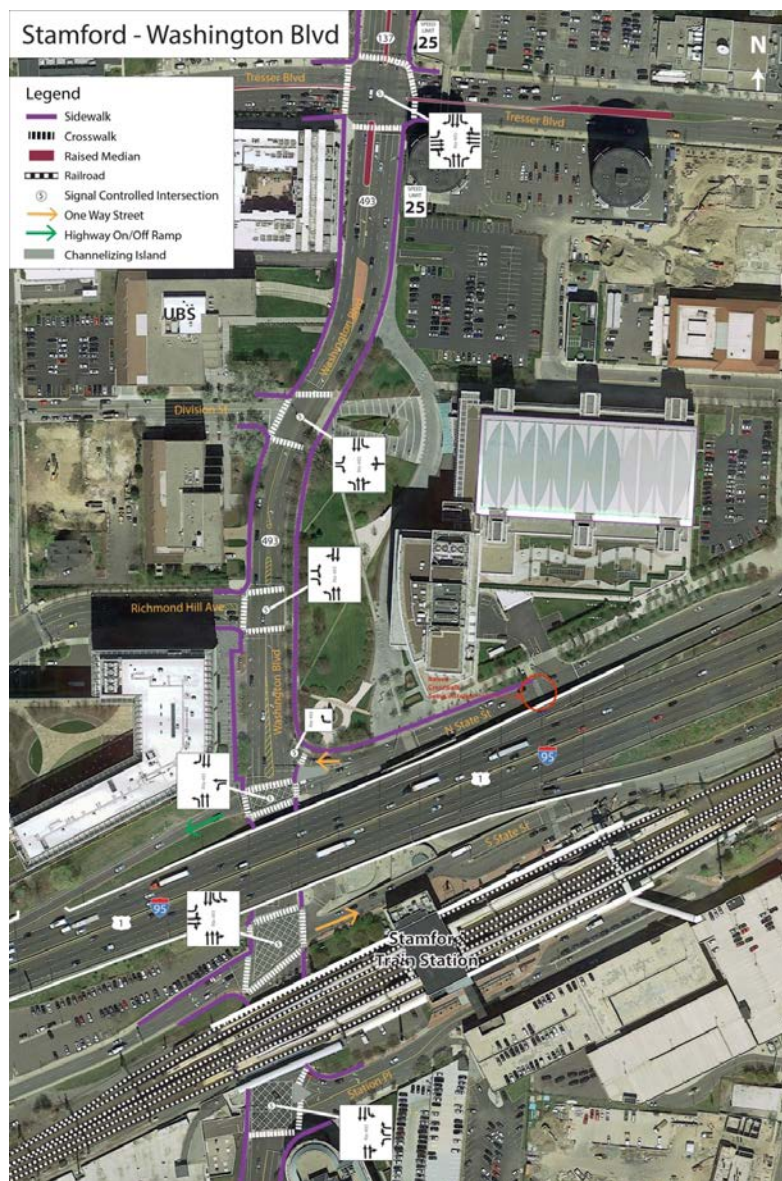 Stamford - Washington Blvd
137
SPEED
LIMIT
25
N
Tresser Blvd
Tresser Blvd
Legend
Sidewalk
Crosswalk
Raised Median
Railroad
S Signal Controlled Intersection
One Way Street
Highway On/Off Ramp
Channelizing Island
S
493
SPEED
LIMIT
25
UBS
Washington Blvd
Division St
S
493
Richmond Hill Ave
S
Washington Blvd
N State St
S
S
95
1
S State St
95
1
S
Stamford
Train Station
Station Pl
S